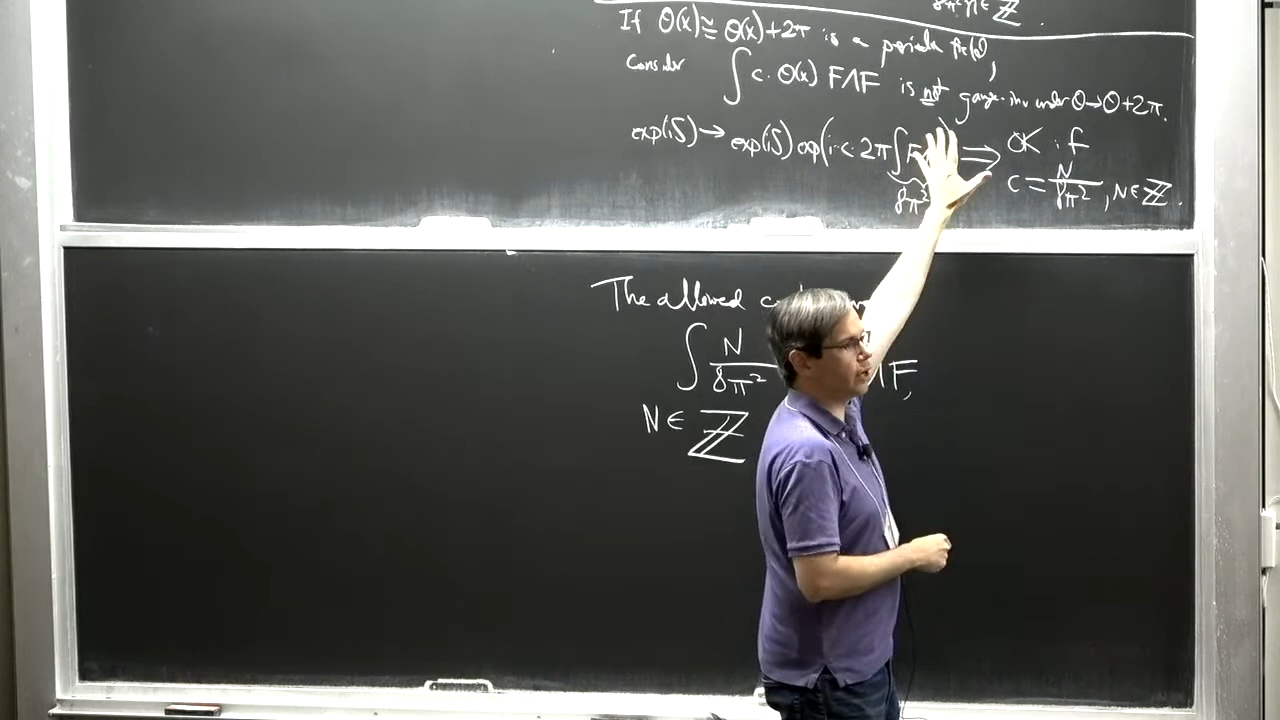 8π² n ∈ ℤ.
If θ(x) ≅ θ(x)+2π is a periodic field,
Consider ∫ c·θ(x) F∧F is not gauge-inv under θ→θ+2π.
exp(iS) → exp(iS) exp(i·c·2π∫F ) ⟹ OK if
8π² c = N/8π², N∈ℤ.
The allowed
∫ N/8π² ∧F,
N ∈ ℤ